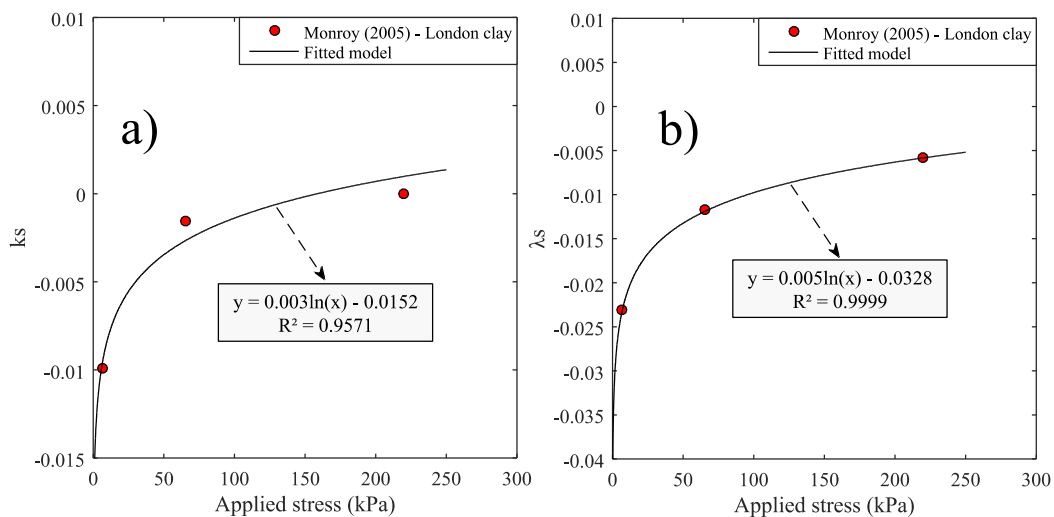 0.01
0.005
0
-0.005
-0.01
-0.015
ks
0
50
100
150
200
250
300
Applied stress (kPa)
Monroy (2005) - London clay
Fitted model
a)
y = 0.003ln(x) - 0.0152
R² = 0.9571
0.01
0.005
0
-0.005
-0.01
-0.015
-0.02
-0.025
-0.03
-0.035
-0.04
λs
0
50
100
150
200
250
300
Applied stress (kPa)
Monroy (2005) - London clay
Fitted model
b)
y = 0.005ln(x) - 0.0328
R² = 0.9999